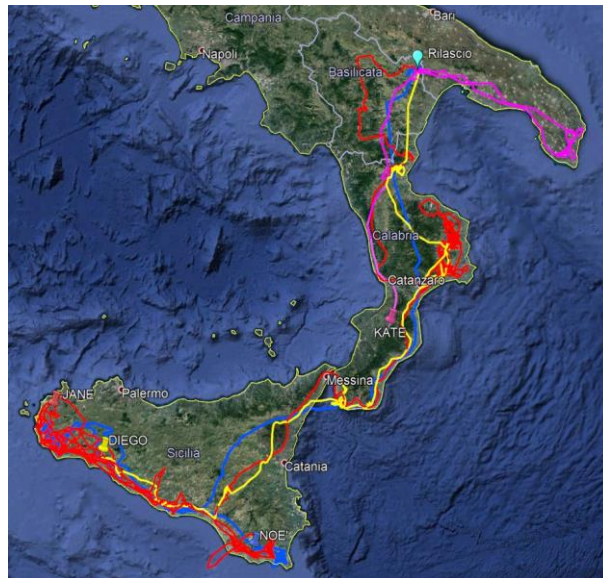 Campania
Bari
Napoli
Rilascio
Basilicata
Calabria
Catanzaro
KATE
Messina
JANE
Palermo
DIEGO
Sicilia
Catania
NOE'